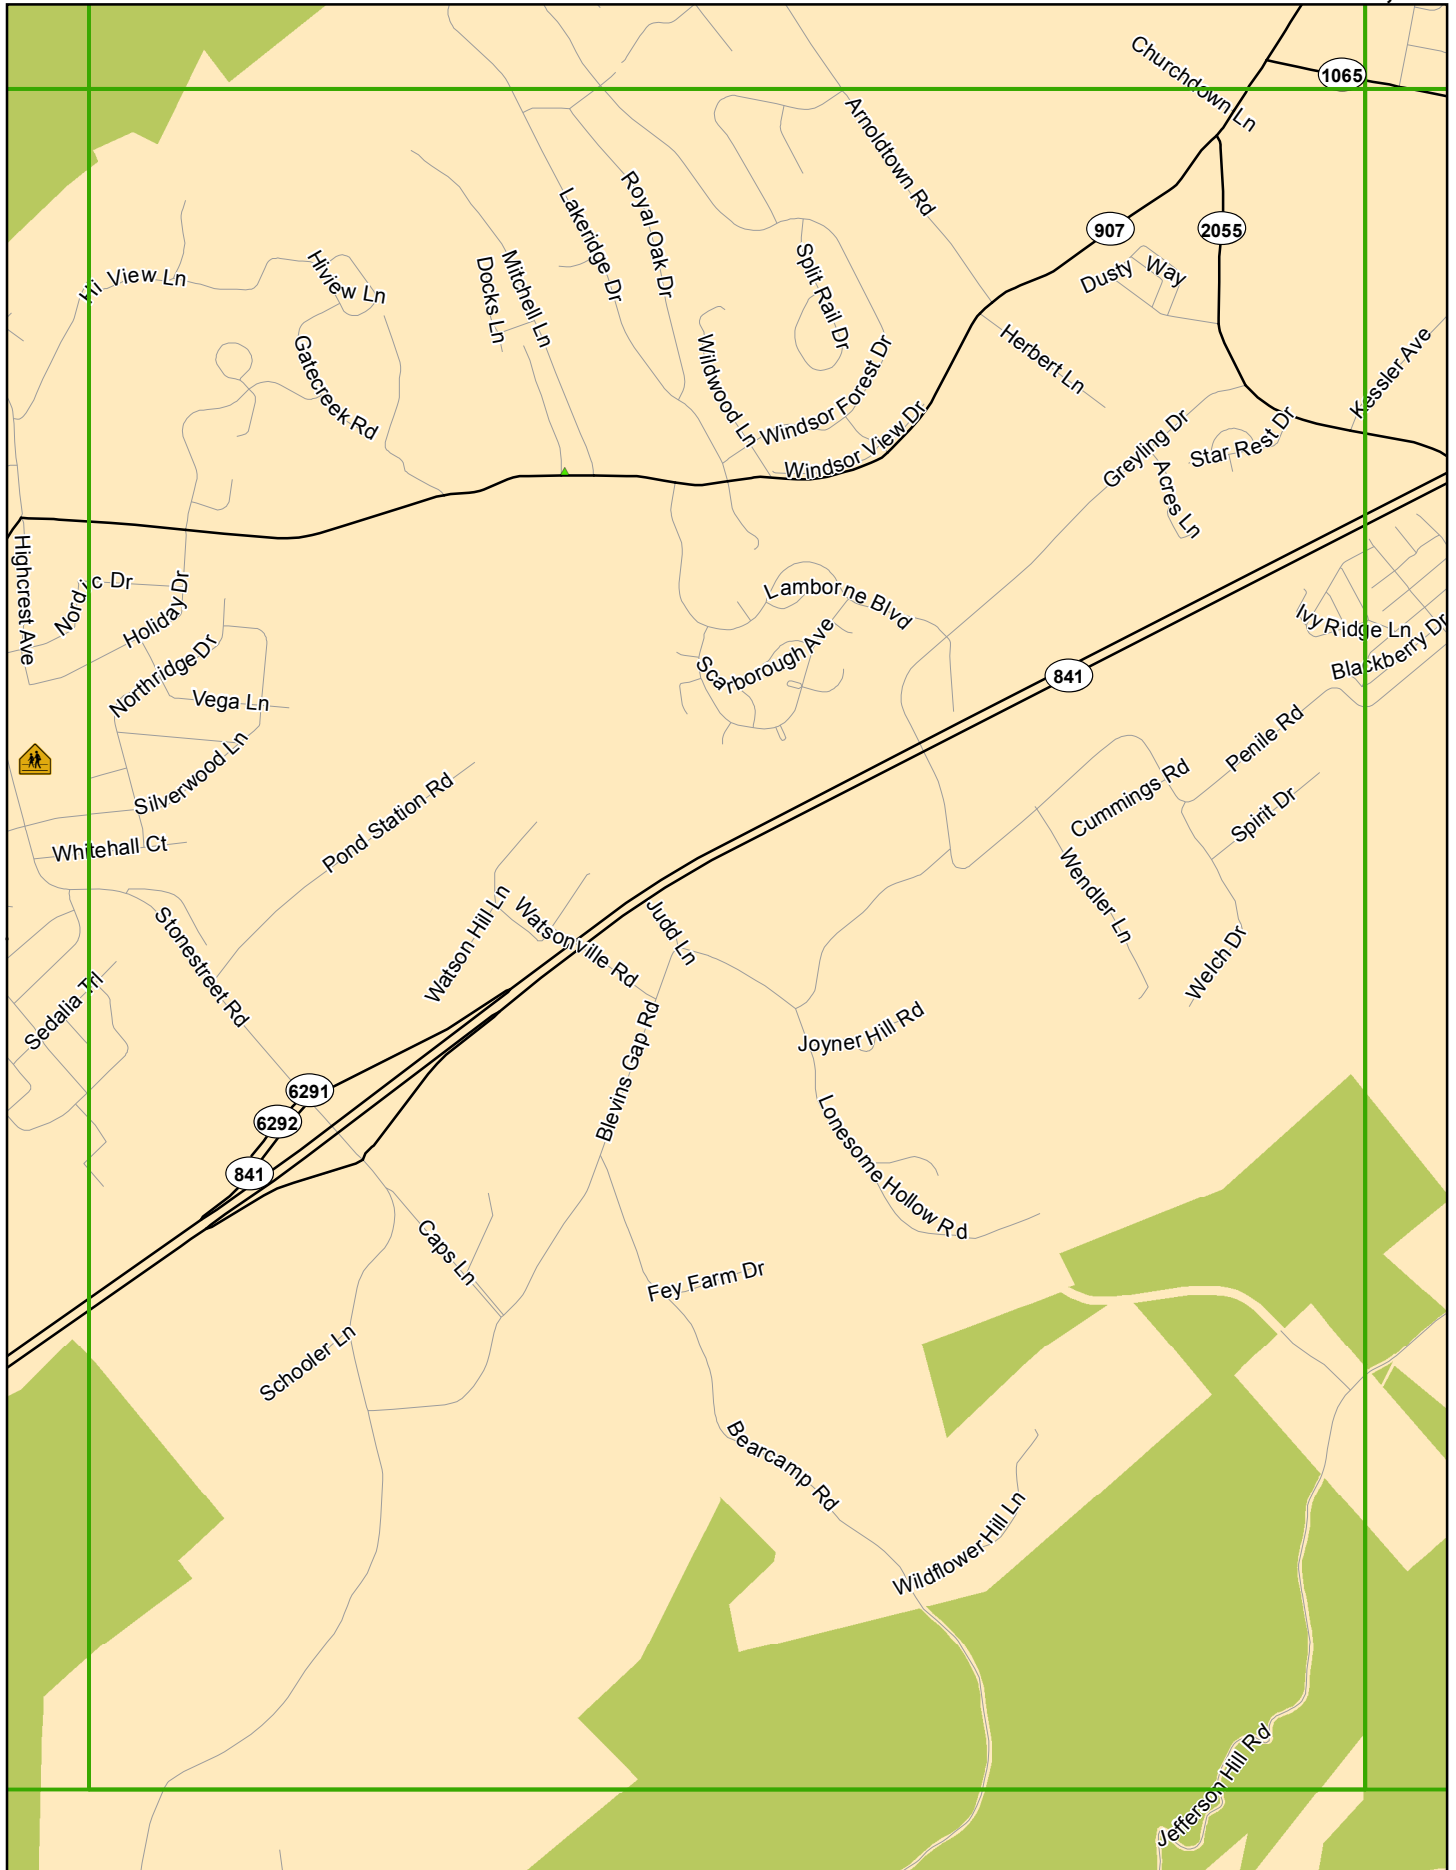 Churchdown Ln
1065
Arnoldtown Rd
Royal Oak Dr
Lakeridge Dr
907
2055
Hi View Ln
Hiview Ln
Mitchell Ln
Docks Ln
Split Rail Dr
Dusty Way
Gatecreek Rd
Wildwood Ln
Windsor Forest Dr
Herbert Ln
Kessler Ave
Windsor View Dr
Greyling Dr
Star Rest Dr
Acres Ln
Highcrest Ave
Nordic Dr
Holiday Dr
Lamborne Blvd
Ivy Ridge Ln
Blackberry Dr
Northridge Dr
Scarborough Ave
841
Vega Ln
Penile Rd
Silverwood Ln
Pond Station Rd
Cummings Rd
Spirit Dr
Whitehall Ct
Wendler Ln
Stonestreet Rd
Watson Hill Ln
Watsonville Rd
Judd Ln
Welch Dr
Sedalia Trl
Joyner Hill Rd
Blevins Gap Rd
6291
6292
841
Lonesome Hollow Rd
Caps Ln
Fey Farm Dr
Schooler Ln
Bearcamp Rd
Wildflower Hill Ln
Jefferson Hill Rd